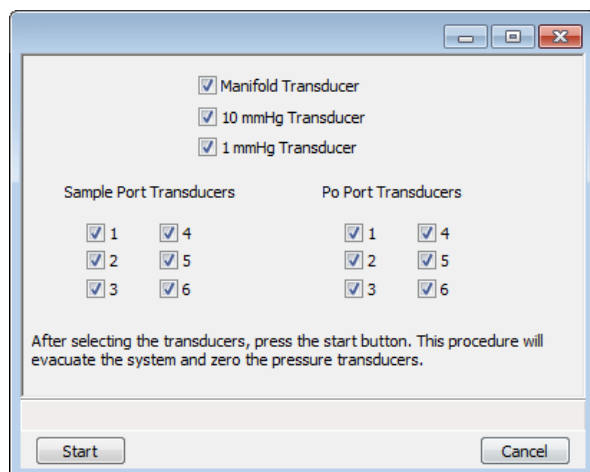 Manifold Transducer
10 mmHg Transducer
1 mmHg Transducer
Sample Port Transducers Po Port Transducers
1 4 1 4
2 5 2 5
3 6 3 6
After selecting the transducers, press the start button. This procedure will
evacuate the system and zero the pressure transducers.
Start Cancel